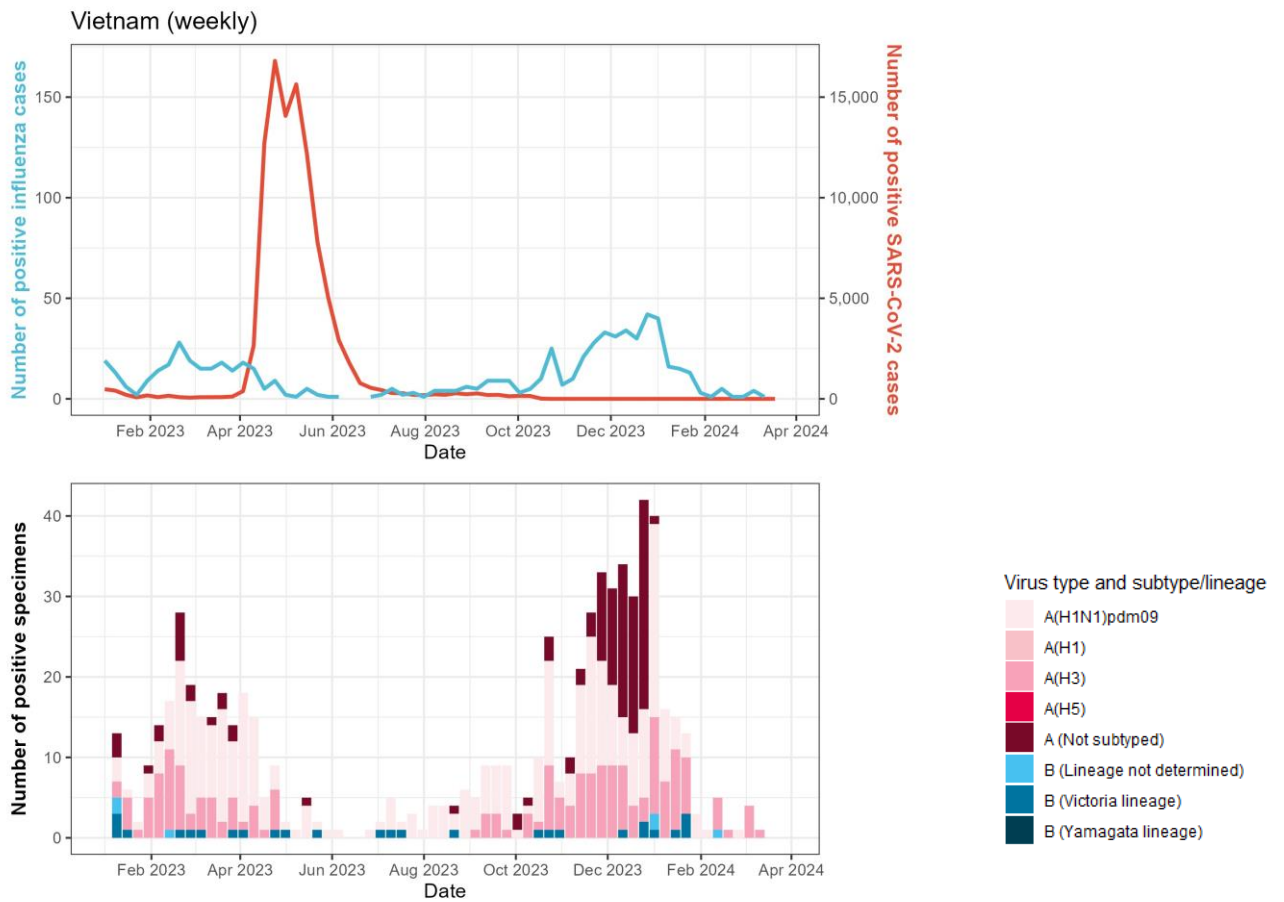 Vietnam (weekly)
Number of positive influenza cases
150
100
50
0
15,000
10,000
5,000
0
Number of positive SARS-CoV-2 cases
Feb 2023 Apr 2023 Jun 2023 Aug 2023 Oct 2023 Dec 2023 Feb 2024 Apr 2024
Date
Number of positive specimens
40
30
20
10
0
Feb 2023 Apr 2023 Jun 2023 Aug 2023 Oct 2023 Dec 2023 Feb 2024 Apr 2024
Date
Virus type and subtype/lineage
A(H1N1)pdm09
A(H1)
A(H3)
A(H5)
A (Not subtyped)
B (Lineage not determined)
B (Victoria lineage)
B (Yamagata lineage)